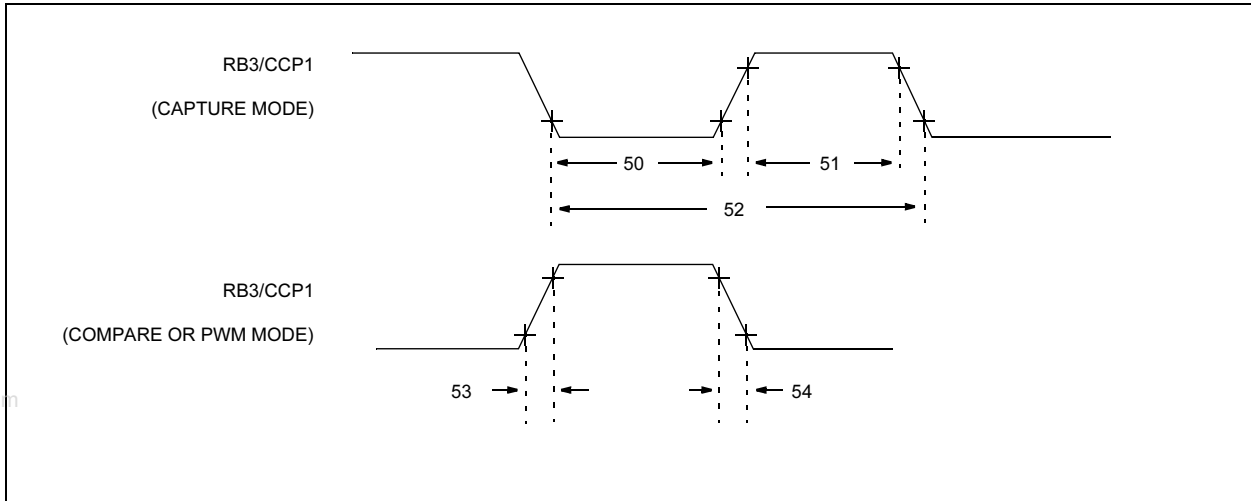 RB3/CCP1
(CAPTURE MODE)
50
51
52
RB3/CCP1
(COMPARE OR PWM MODE)
53
54
m